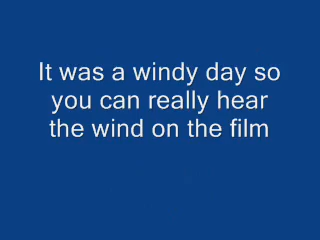 It was a windy day so
you can really hear
the wind on the film